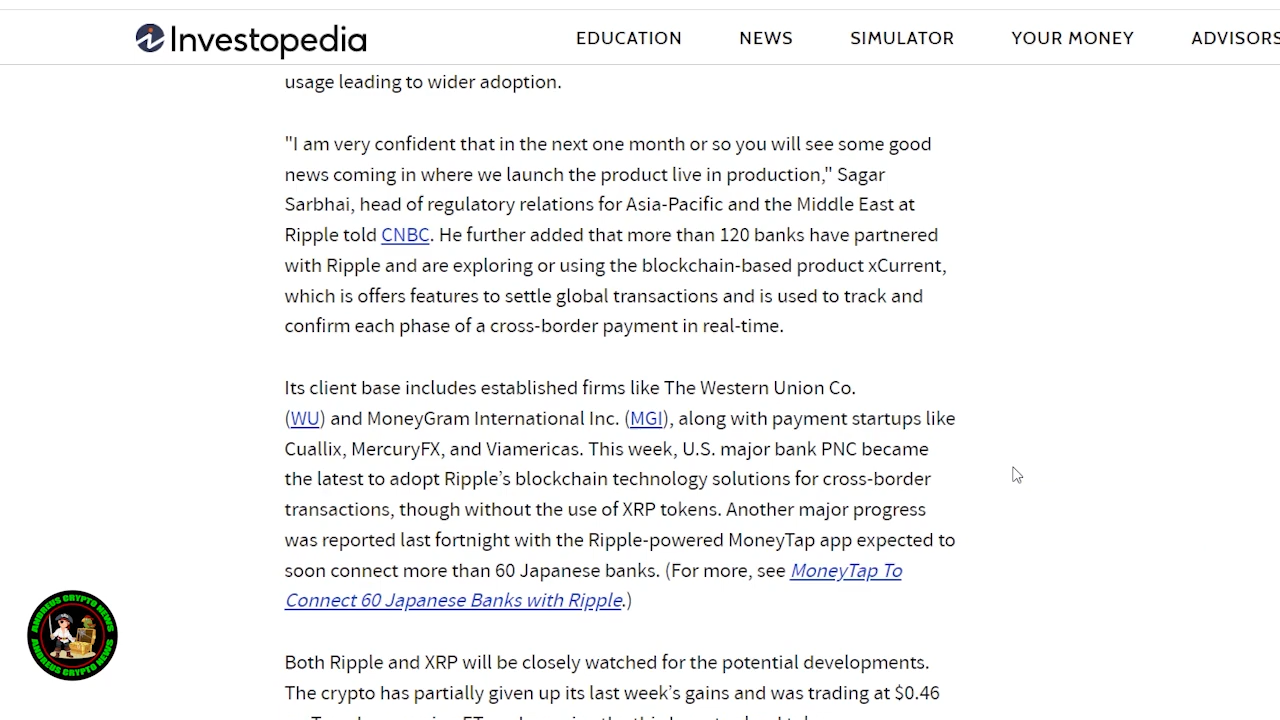 Investopedia
EDUCATION NEWS SIMULATOR YOUR MONEY ADVISORS
usage leading to wider adoption.
"I am very confident that in the next one month or so you will see some good
news coming in where we launch the product live in production," Sagar
Sarbhai, head of regulatory relations for Asia-Pacific and the Middle East at
Ripple told CNBC. He further added that more than 120 banks have partnered
with Ripple and are exploring or using the blockchain-based product xCurrent,
which is offers features to settle global transactions and is used to track and
confirm each phase of a cross-border payment in real-time.
Its client base includes established firms like The Western Union Co.
(WU) and MoneyGram International Inc. (MGI), along with payment startups like
Cuallix, MercuryFX, and Viamericas. This week, U.S. major bank PNC became
the latest to adopt Ripple’s blockchain technology solutions for cross-border
transactions, though without the use of XRP tokens. Another major progress
was reported last fortnight with the Ripple-powered MoneyTap app expected to
soon connect more than 60 Japanese banks. (For more, see MoneyTap To
Connect 60 Japanese Banks with Ripple.)
ANDREUS CRYPTO NEWS
ANDREUS CRYPTO NEWS
Both Ripple and XRP will be closely watched for the potential developments.
The crypto has partially given up its last week’s gains and was trading at $0.46